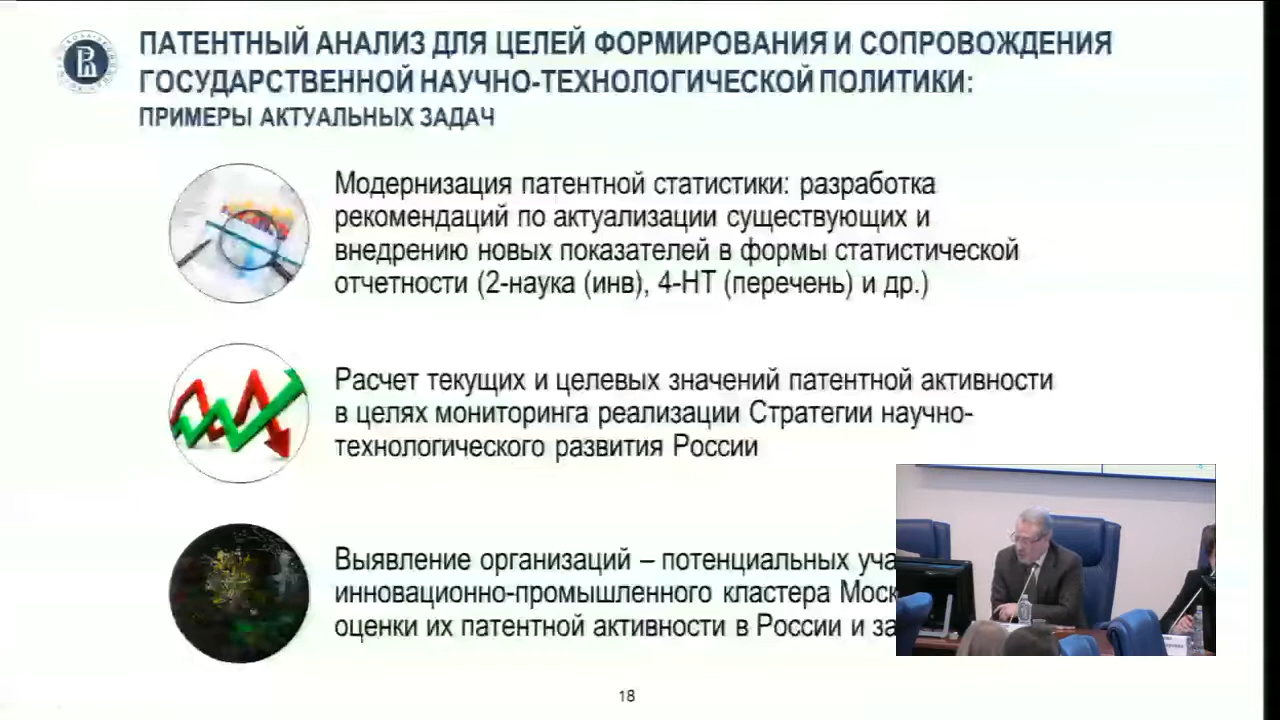 ПАТЕНТНЫЙ АНАЛИЗ ДЛЯ ЦЕЛЕЙ ФОРМИРОВАНИЯ И СОПРОВОЖДЕНИЯ
ГОСУДАРСТВЕННОЙ НАУЧНО-ТЕХНОЛОГИЧЕСКОЙ ПОЛИТИКИ:
ПРИМЕРЫ АКТУАЛЬНЫХ ЗАДАЧ
Модернизация патентной статистики: разработка
рекомендаций по актуализации существующих и
внедрению новых показателей в формы статистической
отчетности (2-наука (инв), 4-НТ (перечень) и др.)
Расчет текущих и целевых значений патентной активности
в целях мониторинга реализации Стратегии научно-
технологического развития России
Выявление организаций – потенциальных уча
инновационно-промышленного кластера Моск
оценки их патентной активности в России и за
18